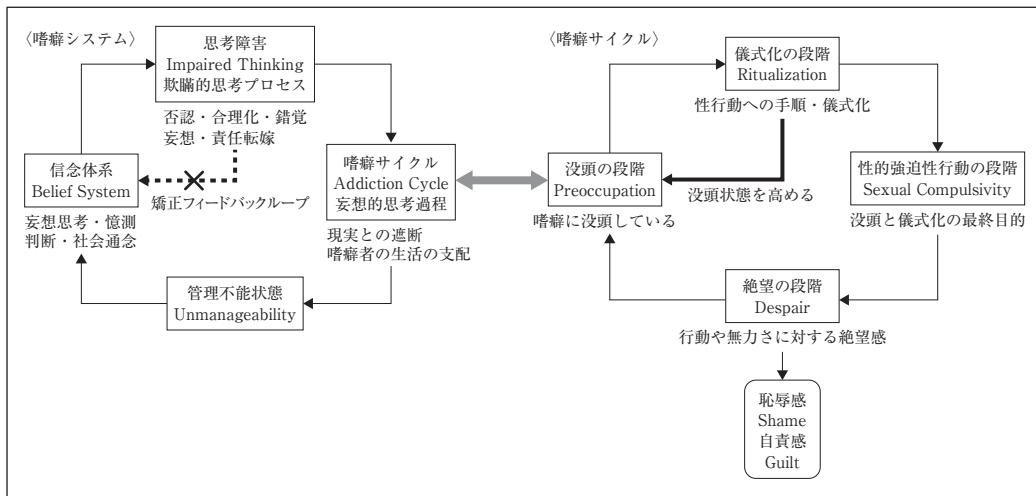 〈嗜癖システム〉
思考障害
Impaired Thinking
欺瞞的思考プロセス
否認・合理化・錯覚
妄想・責任転嫁
信念体系
Belief System
矯正フィードバックループ
妄想思考・憶測
判断・社会通念
嗜癖サイクル
Addiction Cycle
妄想的思考過程
現実との遮断
嗜癖者の生活の支配
管理不能状態
Unmanageability
〈嗜癖サイクル〉
儀式化の段階
Ritualization
性行動への手順・儀式化
没頭の段階
Preoccupation
没頭状態を高める
嗜癖に没頭している
性的強迫性行動の段階
Sexual Compulsivity
没頭と儀式化の最終目的
絶望の段階
Despair
行動や無力さに対する絶望感
恥辱感
Shame
自責感
Guilt